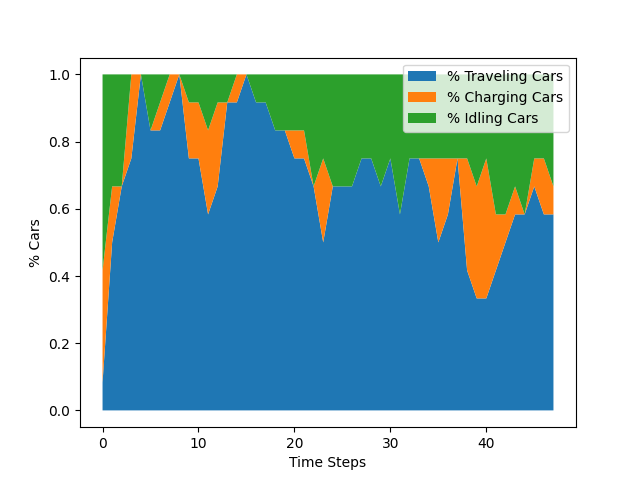 % Traveling Cars
% Charging Cars
% Idling Cars
1.0
0.8
0.6
0.4
0.2
0.0
% Cars
0 10 20 30 40
Time Steps